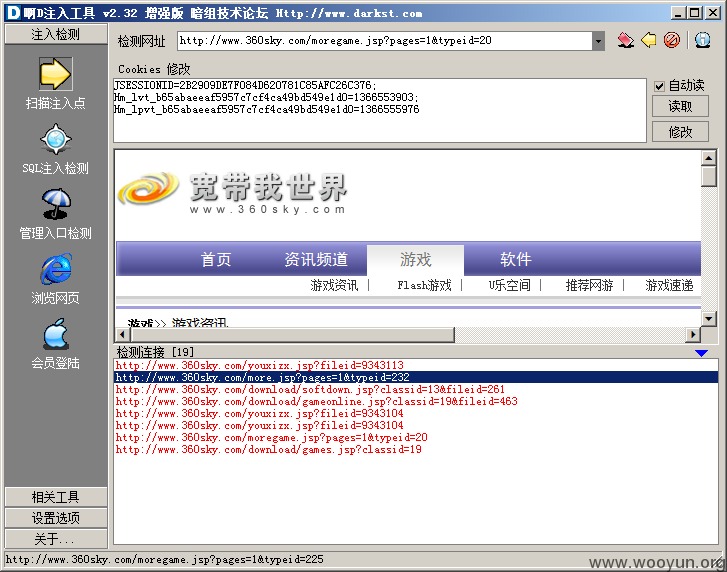 D 啊D注入工具 v2.32 增强版 暗组技术论坛 Http://www.darkst.com
注入检测
扫描注入点
SQL注入检测
管理入口检测
浏览网页
会员登陆
相关工具
设置选项
关于...
检测网址 http://www.360sky.com/moregame.jsp?pages=1&typeid=20
Cookies 修改
JSESSIONID=2B2909DE7F084D620781C85AFC26C376;
Hm_lvt_b65abaeeaf5957c7cf4ca49bd549e1d0=1366553903;
Hm_lpvt_b65abaeeaf5957c7cf4ca49bd549e1d0=1366555976
自动读
读取
修改
宽带我世界
www.360sky.com
首页 资讯频道 游戏 软件
游戏资讯 | Flash游戏 | U乐空间 | 推荐网游 | 游戏速递
游戏>> 游戏资讯
检测连接 [19]
http://www.360sky.com/youxizx.jsp?fileid=9343113
http://www.360sky.com/more.jsp?pages=1&typeid=232
http://www.360sky.com/download/softdown.jsp?classid=13&fileid=261
http://www.360sky.com/download/gameonline.jsp?classid=19&fileid=463
http://www.360sky.com/youxizx.jsp?fileid=9343104
http://www.360sky.com/youxizx.jsp?fileid=9343104
http://www.360sky.com/moregame.jsp?pages=1&typeid=20
http://www.360sky.com/download/games.jsp?classid=19
http://www.360sky.com/moregame.jsp?pages=1&typeid=225
www.wooyun.org